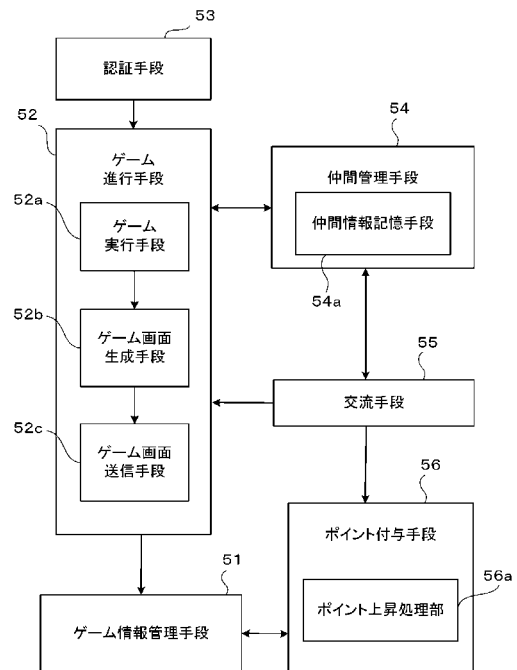 53
認証手段
52
ゲーム
進行手段
52a
ゲーム
実行手段
52b
ゲーム画面
生成手段
52c
ゲーム画面
送信手段
54
仲間管理手段
仲間情報記憶手段
54a
55
交流手段
56
ポイント付与手段
56a
ポイント上昇処理部
51
ゲーム情報管理手段